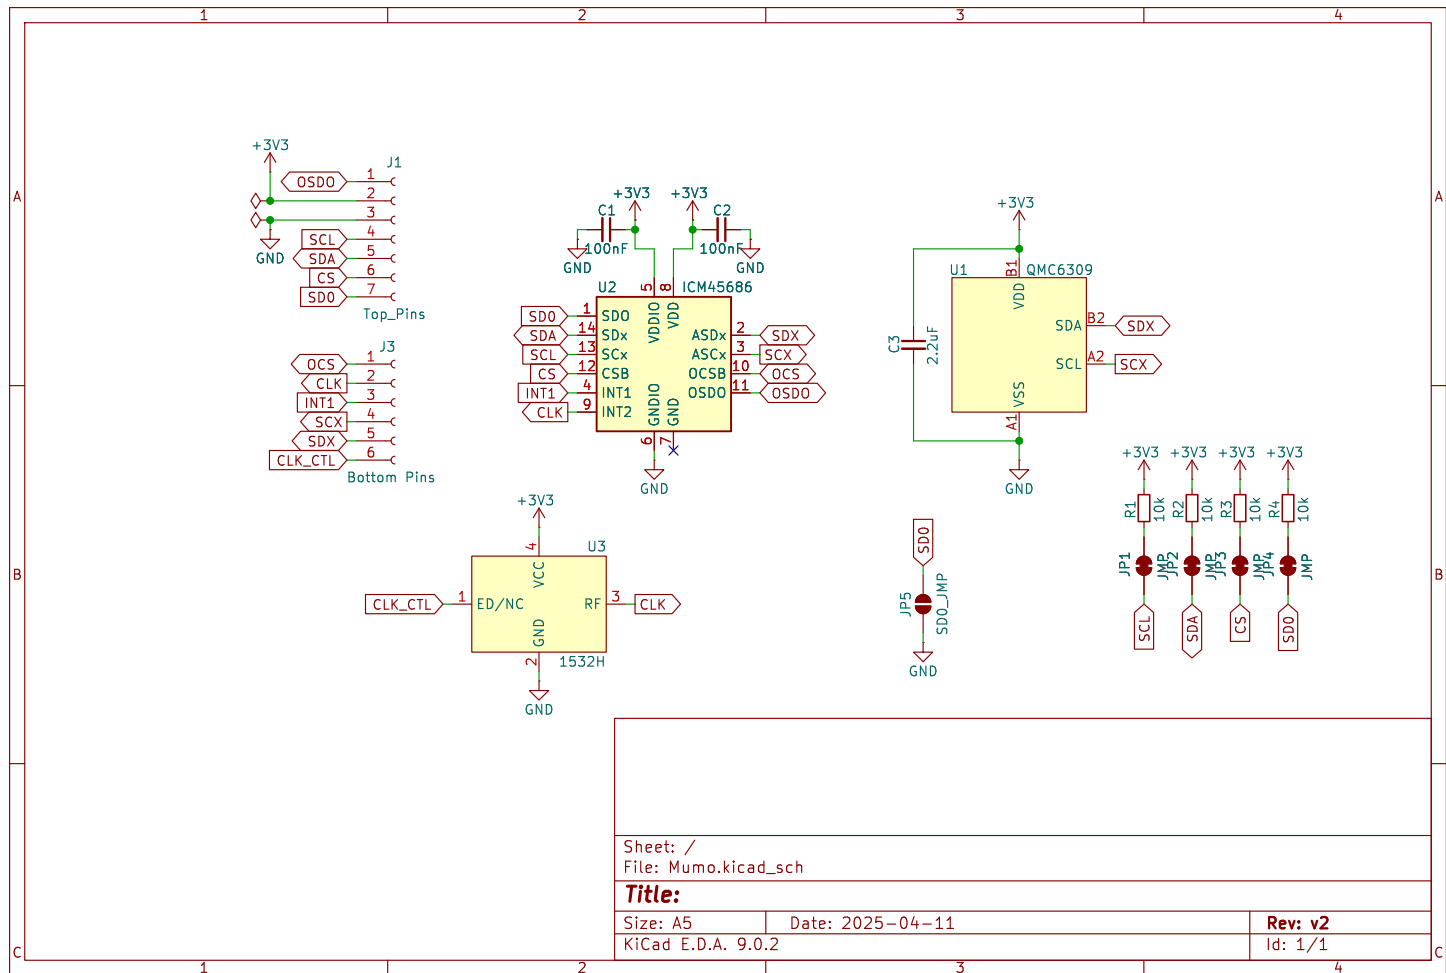 1 2 3 4
A A
B B
C C
+3V3
J1
OSDO 1
2
3
SCL 4
SDA 5
CS 6
SDO 7
GND
Top_Pins
J3
OCS 1
CLK 2
INT1 3
SCX 4
SDX 5
CLK_CTL 6
Bottom Pins
+3V3 +3V3
C1 C2
100nF 100nF
GND GND
U2 5 8 ICM45686
VDDIO VDD
SDO 1 SDO
SDA 14 SDx
SCL 13 SCx
CS 12 CSB
INT1 4 INT1
CLK 9 INT2
ASDx 2 SDX
ASCx 3 SCX
OCSB 10 OCS
OSDO 11 OSDO
GNDIO GND
6 7
GND
+3V3
U1 B1 QMC6309
VDD
SDA B2 SDX
SCL A2 SCX
VSS
A1
C3 2.2uF
GND
+3V3
4 U3
VCC
CLK_CTL 1 ED/NC RF 3 CLK
GND
2 1532H
GND
SDO
JP5 SDO_JMP
GND
+3V3 +3V3 +3V3 +3V3
R1 10k R2 10k R3 10k R4 10k
JP1 JMP JP2 JMP JP3 JMP JP4 JMP
SCL SDA CS SDO
Sheet: /
File: Mumo.kicad_sch
Title:
Size: A5 Date: 2025-04-11 Rev: v2
KiCad E.D.A. 9.0.2 Id: 1/1
1 2 3 4